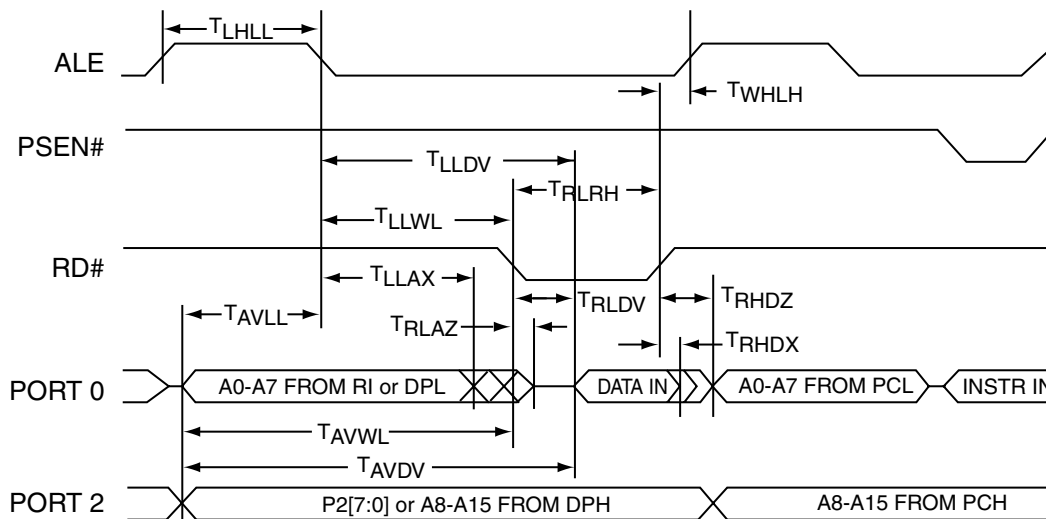 TLHLL
ALE
TWHLH
PSEN#
TLLDV
TRLRH
TLLWL
RD#
TLLAX
TRLDV
TRHDZ
TAVLL
TRLAZ
TRHDX
PORT 0
A0-A7 FROM RI or DPL
DATA IN
A0-A7 FROM PCL
INSTR IN
TAVWL
TAVDV
PORT 2
P2[7:0] or A8-A15 FROM DPH
A8-A15 FROM PCH